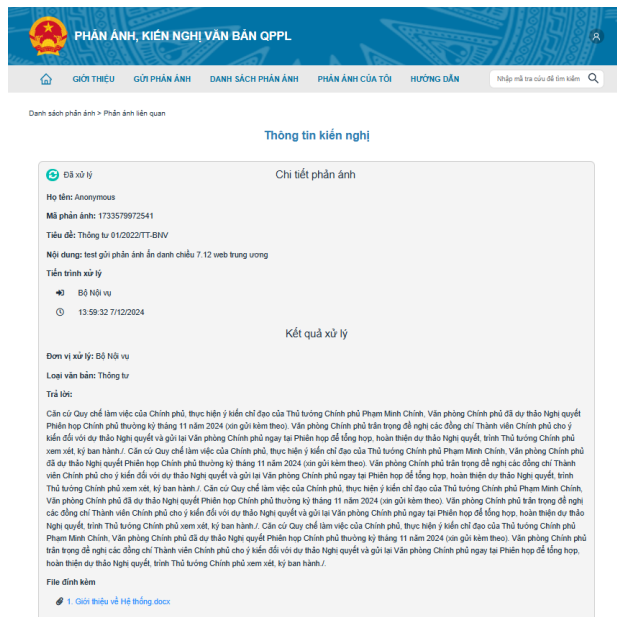 PHẢN ÁNH, KIẾN NGHỊ VĂN BẢN QPPL
GIỚI THIỆU GỬI PHẢN ÁNH DANH SÁCH PHẢN ÁNH PHẢN ÁNH CỦA TÔI HƯỚNG DẪN Nhập mã tra cứu để tìm kiếm
Danh sách phản ánh > Phản ánh liên quan
Thông tin kiến nghị
Đã xử lý
Chi tiết phản ánh
Họ tên: Anonymous
Mã phản ánh: 1733579972541
Tiêu đề: Thông tư 01/2022/TT-BNV
Nội dung: test gửi phản ánh ẩn danh chiều 7.12 web trung ương
Tiến trình xử lý
Bộ Nội vụ
13:59:32 7/12/2024
Kết quả xử lý
Đơn vị xử lý: Bộ Nội vụ
Loại văn bản: Thông tư
Trả lời:
Căn cứ Quy chế làm việc của Chính phủ, thực hiện ý kiến chỉ đạo của Thủ tướng Chính phủ Phạm Minh Chính, Văn phòng Chính phủ đã dự thảo Nghị quyết
Phiên họp Chính phủ thường kỳ tháng 11 năm 2024 (xin gửi kèm theo). Văn phòng Chính phủ trân trọng đề nghị các đồng chí Thành viên Chính phủ cho ý
kiến đối với dự thảo Nghị quyết và gửi lại Văn phòng Chính phủ ngay tại Phiên họp để tổng hợp, hoàn thiện dự thảo Nghị quyết, trình Thủ tướng Chính phủ
xem xét, ký ban hành./. Căn cứ Quy chế làm việc của Chính phủ, thực hiện ý kiến chỉ đạo của Thủ tướng Chính phủ Phạm Minh Chính, Văn phòng Chính phủ
đã dự thảo Nghị quyết Phiên họp Chính phủ thường kỳ tháng 11 năm 2024 (xin gửi kèm theo). Văn phòng Chính phủ trân trọng đề nghị các đồng chí Thành
viên Chính phủ cho ý kiến đối với dự thảo Nghị quyết và gửi lại Văn phòng Chính phủ ngay tại Phiên họp để tổng hợp, hoàn thiện dự thảo Nghị quyết, trình
Thủ tướng Chính phủ xem xét, ký ban hành./. Căn cứ Quy chế làm việc của Chính phủ, thực hiện ý kiến chỉ đạo của Thủ tướng Chính phủ Phạm Minh Chính,
Văn phòng Chính phủ đã dự thảo Nghị quyết Phiên họp Chính phủ thường kỳ tháng 11 năm 2024 (xin gửi kèm theo). Văn phòng Chính phủ trân trọng đề nghị
các đồng chí Thành viên Chính phủ cho ý kiến đối với dự thảo Nghị quyết và gửi lại Văn phòng Chính phủ ngay tại Phiên họp để tổng hợp, hoàn thiện dự thảo
Nghị quyết, trình Thủ tướng Chính phủ xem xét, ký ban hành./. Căn cứ Quy chế làm việc của Chính phủ, thực hiện ý kiến chỉ đạo của Thủ tướng Chính phủ
Phạm Minh Chính, Văn phòng Chính phủ đã dự thảo Nghị quyết Phiên họp Chính phủ thường kỳ tháng 11 năm 2024 (xin gửi kèm theo). Văn phòng Chính phủ
trân trọng đề nghị các đồng chí Thành viên Chính phủ cho ý kiến đối với dự thảo Nghị quyết và gửi lại Văn phòng Chính phủ ngay tại Phiên họp để tổng hợp,
hoàn thiện dự thảo Nghị quyết, trình Thủ tướng Chính phủ xem xét, ký ban hành./.
File đính kèm
1. Giới thiệu về Hệ thống.docx